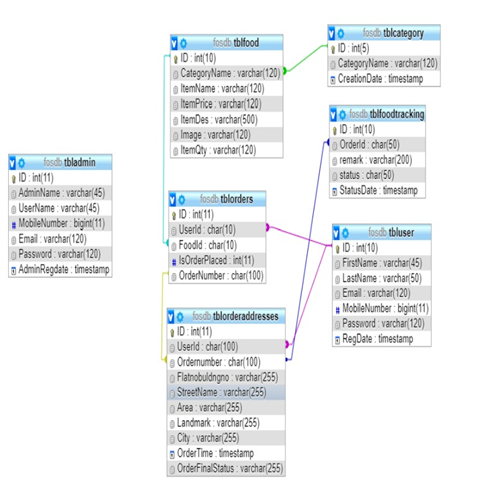 fosdb tblfood
ID : int(10)
CategoryName : varchar(120)
ItemName : varchar(120)
ItemPrice : varchar(120)
ItemDes : varchar(500)
Image : varchar(120)
ItemQty : varchar(120)
fosdb tblcategory
ID : int(5)
CategoryName : varchar(120)
CreationDate : timestamp
fosdb tblfoodtracking
ID : int(10)
OrderId : char(50)
remark : varchar(200)
status : char(50)
StatusDate : timestamp
fosdb tbladmin
ID : int(11)
AdminName : varchar(45)
UserName : varchar(45)
MobileNumber : bigint(11)
Email : varchar(120)
Password : varchar(120)
AdminRegdate : timestamp
fosdb tblorders
ID : int(11)
UserId : char(10)
FoodId : char(10)
IsOrderPlaced : int(11)
OrderNumber : char(100)
fosdb tbluser
ID : int(10)
FirstName : varchar(45)
LastName : varchar(50)
Email : varchar(120)
MobileNumber : bigint(11)
Password : varchar(120)
RegDate : timestamp
fosdb tblorderaddresses
ID : int(11)
UserId : char(100)
Ordernumber : char(100)
Flatnobuldngno : varchar(255)
StreetName : varchar(255)
Area : varchar(255)
Landmark : varchar(255)
City : varchar(255)
OrderTime : timestamp
OrderFinalStatus : varchar(255)